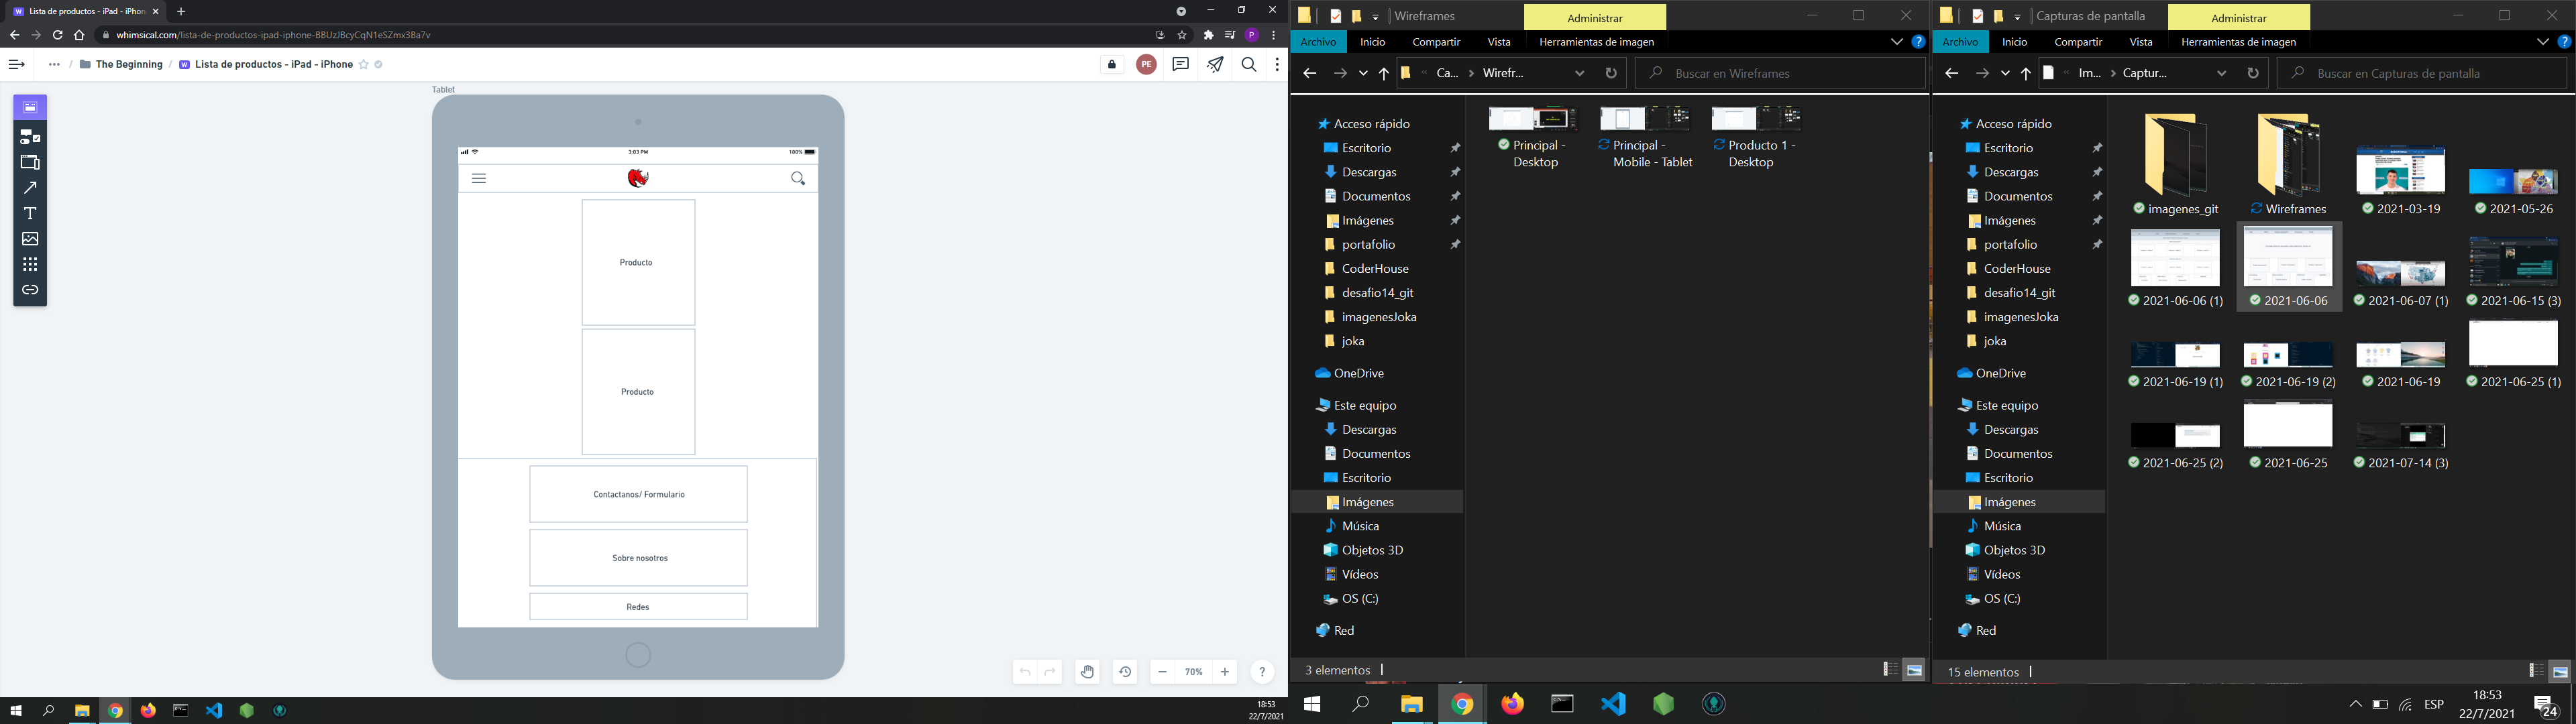 Lista de productos - iPad - iPhon
whimsical.com/lista-de-productos-ipad-iphone-BBUzJBcyCqN1eSZmx3Ba7v
P
The Beginning / Lista de productos - iPad - iPhone
PE
Tablet
3:03 PM
100%
Producto
Producto
Contactanos/ Formulario
Sobre nosotros
Redes
70%
?
18:53
22/7/2021
Wireframes
Administrar
Archivo
Inicio
Compartir
Vista
Herramientas de imagen
Ca...
Wirefr...
Buscar en Wireframes
Acceso rápido
Escritorio
Descargas
Documentos
Imágenes
portafolio
CoderHouse
desafio14_git
imagenesJoka
joka
OneDrive
Este equipo
Descargas
Documentos
Escritorio
Imágenes
Música
Objetos 3D
Vídeos
OS (C:)
Red
Principal -
Desktop
Principal -
Mobile - Tablet
Producto 1 -
Desktop
3 elementos
Capturas de pantalla
Administrar
Archivo
Inicio
Compartir
Vista
Herramientas de imagen
Im...
Captur...
Buscar en Capturas de pantalla
Acceso rápido
Escritorio
Descargas
Documentos
Imágenes
portafolio
CoderHouse
desafio14_git
imagenesJoka
joka
OneDrive
Este equipo
Descargas
Documentos
Escritorio
Imágenes
Música
Objetos 3D
Vídeos
OS (C:)
Red
imagenes_git
Wireframes
2021-03-19
2021-05-26
2021-06-06 (1)
2021-06-06
2021-06-07 (1)
2021-06-15 (3)
2021-06-19 (1)
2021-06-19 (2)
2021-06-19
2021-06-25 (1)
2021-06-25 (2)
2021-06-25
2021-07-14 (3)
15 elementos
ESP
18:53
22/7/2021
24